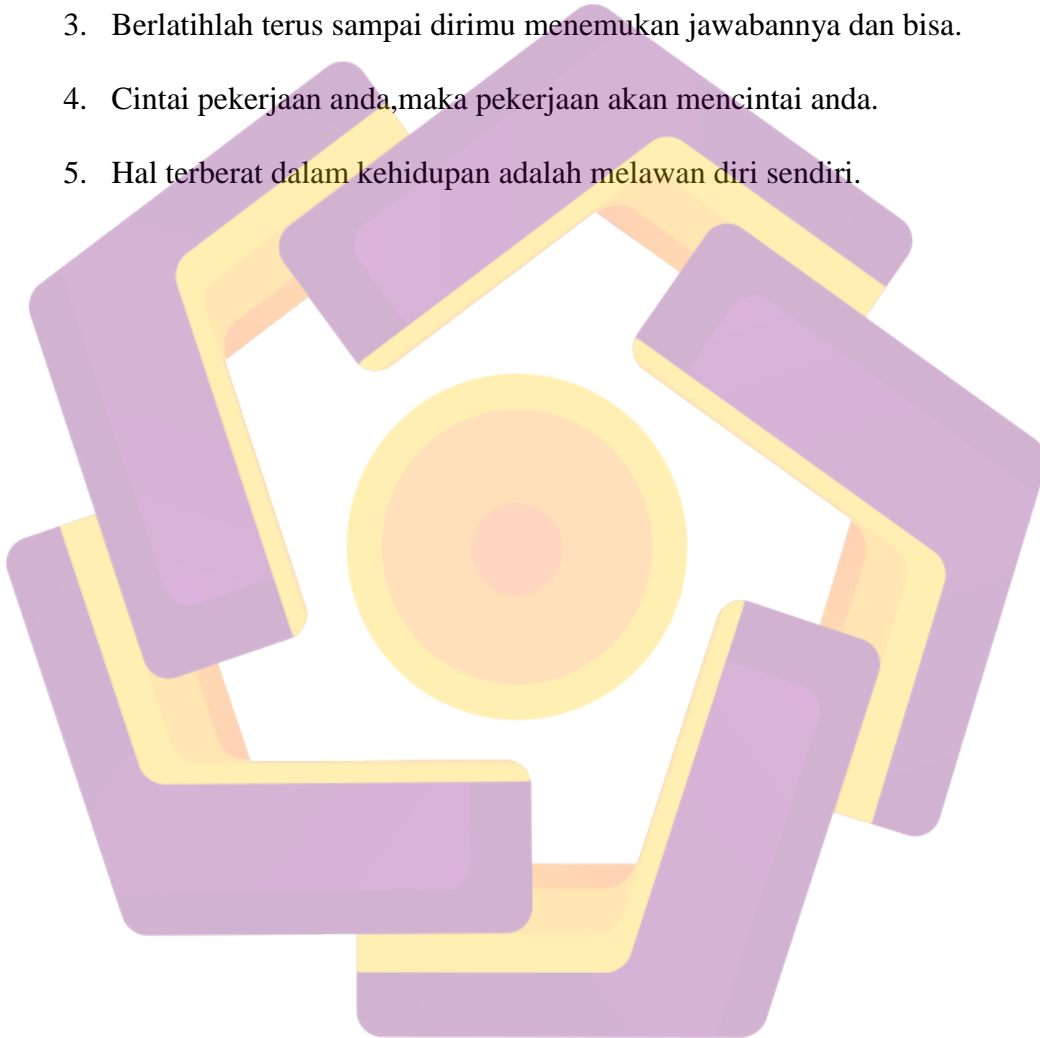 3. Berlatihlah terus sampai dirimu menemukan jawabannya dan bisa.
4. Cintai pekerjaan anda,maka pekerjaan akan mencintai anda.
5. Hal terberat dalam kehidupan adalah melawan diri sendiri.